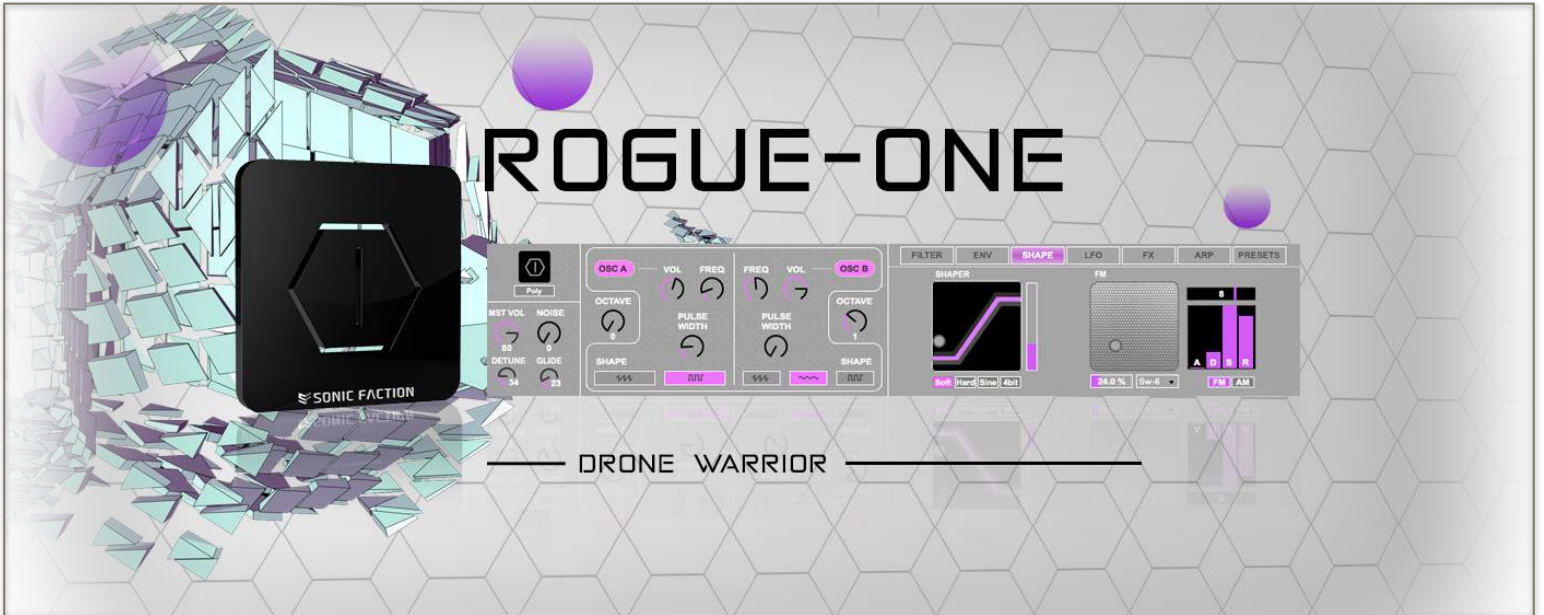 ROGUE-ONE
SONIC FACTION
Poly
MST VOL NOISE
80 0
DETUNE GLIDE
34 23
OSC A VOL FREQ FREQ VOL OSC B
OCTAVE OCTAVE
0 1
PULSE WIDTH PULSE WIDTH
SHAPE SHAPE
FILTER ENV SHAPE LFO FX ARP PRESETS
SHAPER FM
8
A D S R
Soft Hard Sine 4bit
24.0 % Sw-6 FM AM
DRONE WARRIOR